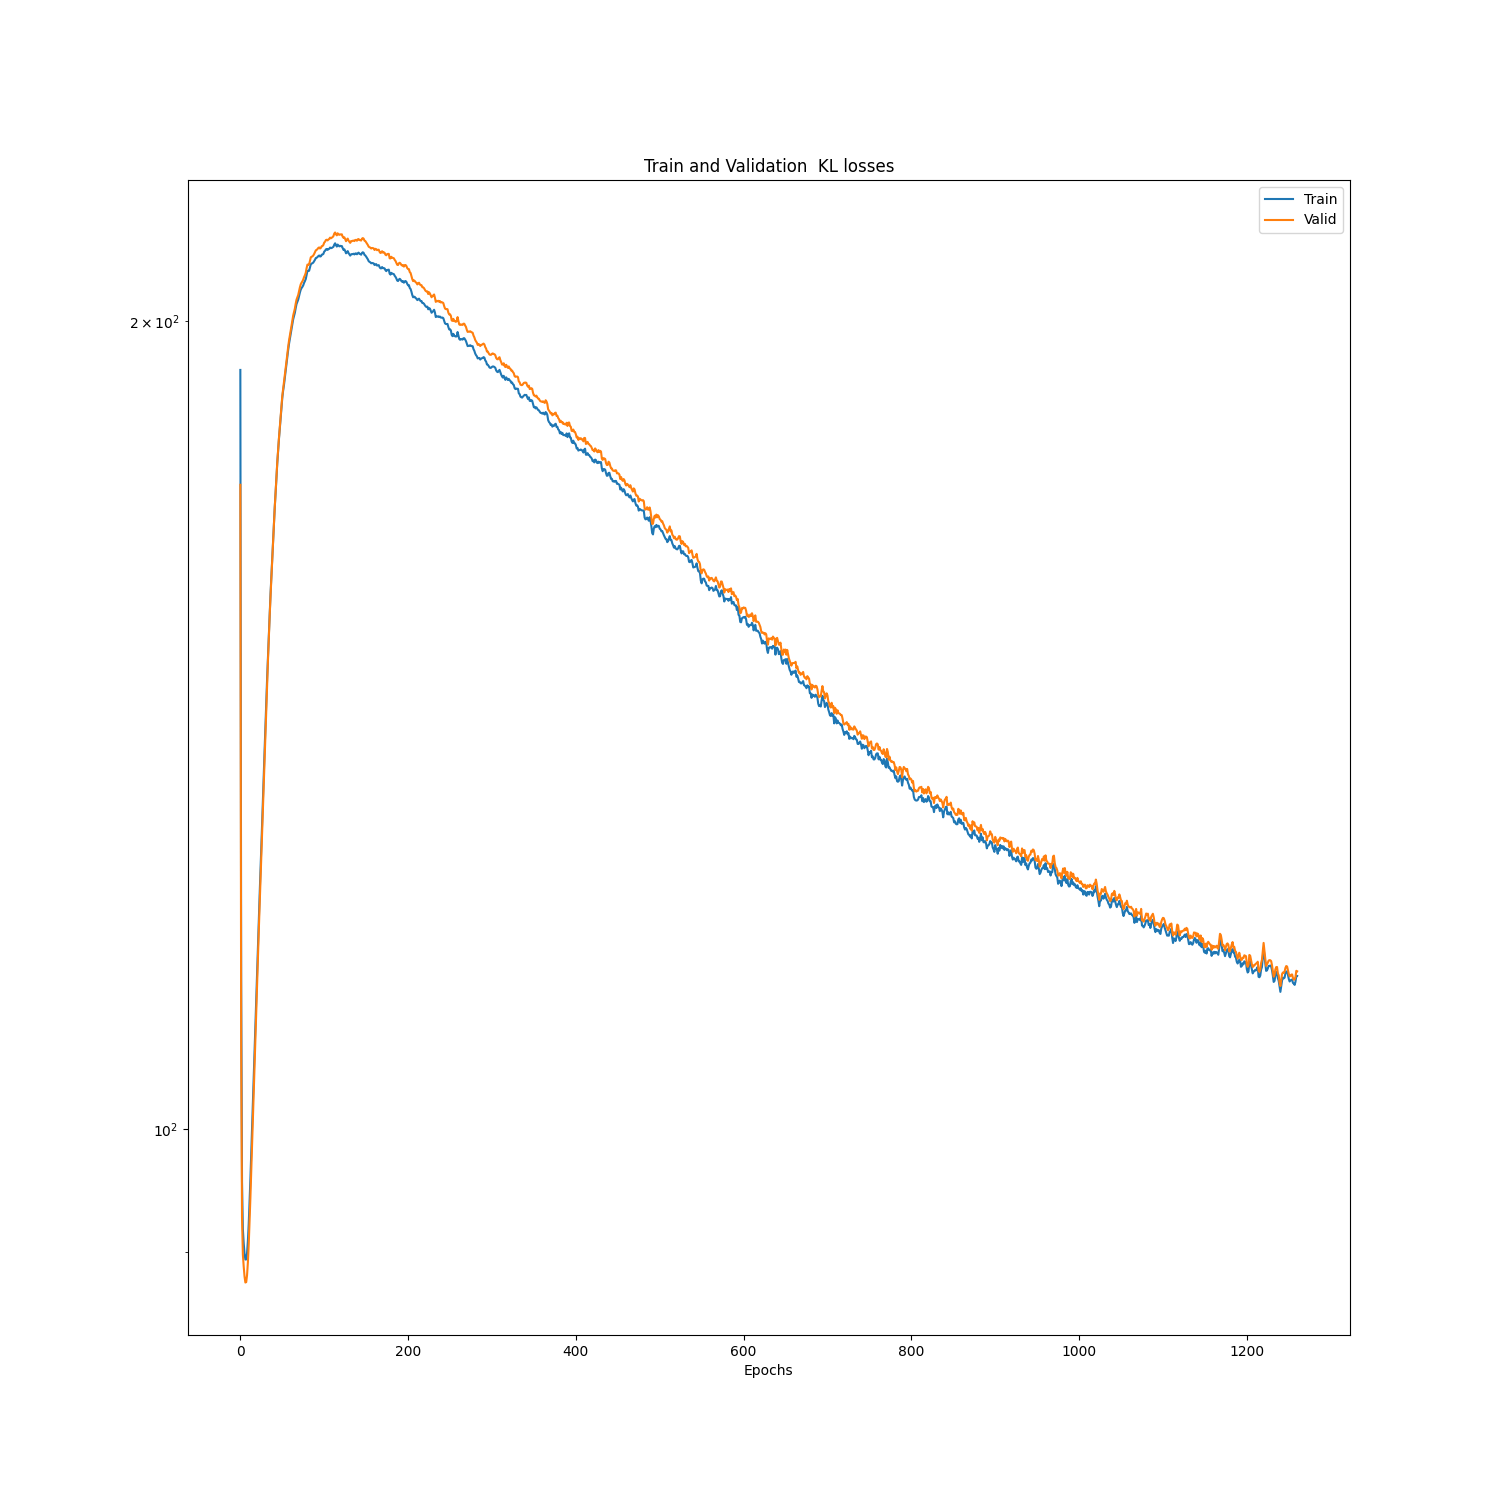 Train and Validation  KL losses
Train
Valid
2 × 10²
10²
0 200 400 600 800 1000 1200
Epochs